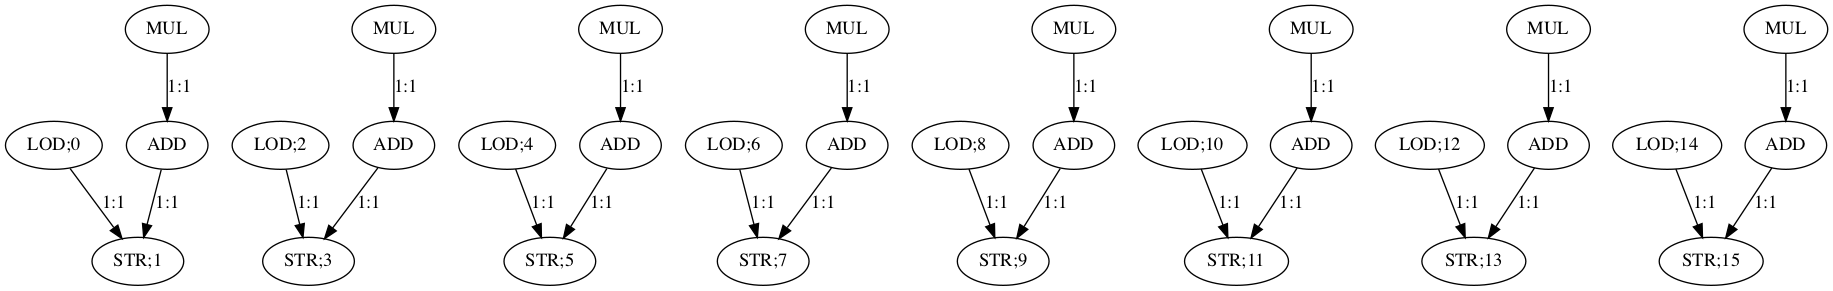 MUL MUL MUL MUL MUL MUL MUL MUL
1:1 1:1 1:1 1:1 1:1 1:1 1:1 1:1
LOD;0 ADD LOD;2 ADD LOD;4 ADD LOD;6 ADD LOD;8 ADD LOD;10 ADD LOD;12 ADD LOD;14 ADD
1:1 1:1 1:1 1:1 1:1 1:1 1:1 1:1 1:1 1:1 1:1 1:1 1:1 1:1 1:1 1:1
STR;1 STR;3 STR;5 STR;7 STR;9 STR;11 STR;13 STR;15